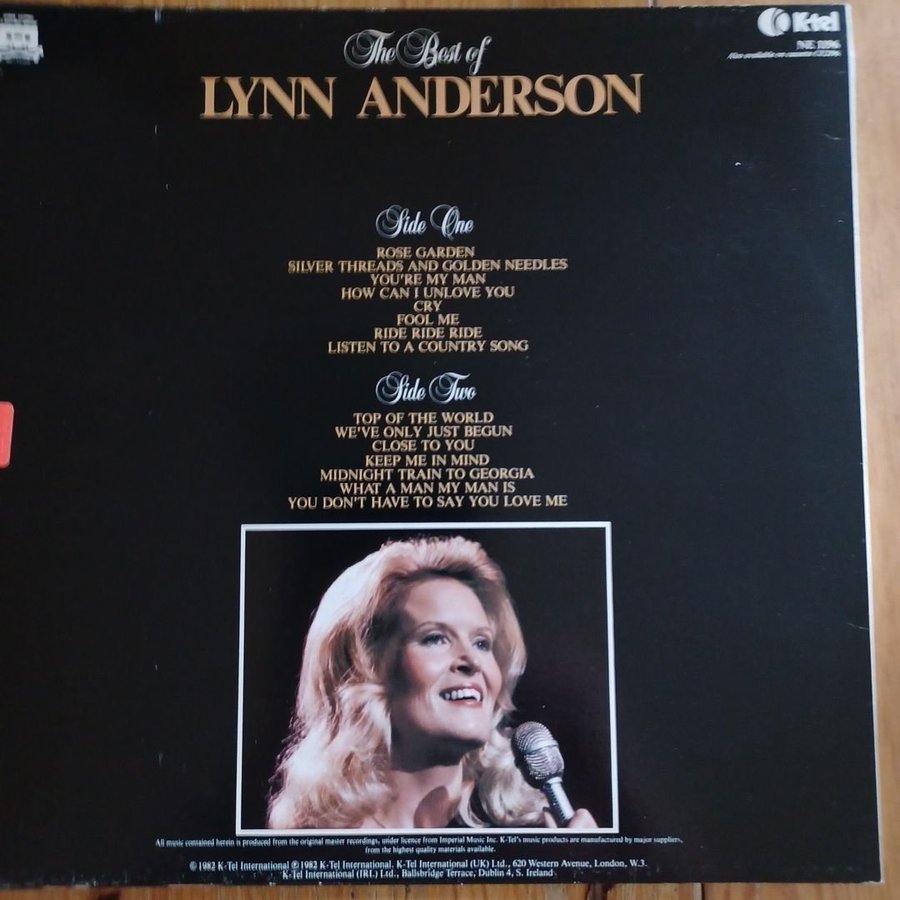 K-tel
NE 1096
The Best of
LYNN ANDERSON
Side One
ROSE GARDEN
SILVER THREADS AND GOLDEN NEEDLES
YOU'RE MY MAN
HOW CAN I UNLOVE YOU
CRY
FOOL ME
RIDE RIDE RIDE
LISTEN TO A COUNTRY SONG
Side Two
TOP OF THE WORLD
WE'VE ONLY JUST BEGUN
CLOSE TO YOU
KEEP ME IN MIND
MIDNIGHT TRAIN TO GEORGIA
WHAT A MAN MY MAN IS
YOU DON'T HAVE TO SAY YOU LOVE ME
All music contained herein is produced from the original master recordings, under licence from Imperial Music Inc. K-Tel's music products are manufactured by major suppliers,
from the highest quality materials available.
© 1982 K-Tel International ℗ 1982 K-Tel International. K-Tel International (UK) Ltd., 620 Western Avenue, London, W.3.
K-Tel International (IRL) Ltd., Ballsbridge Terrace, Dublin 4, S. Ireland